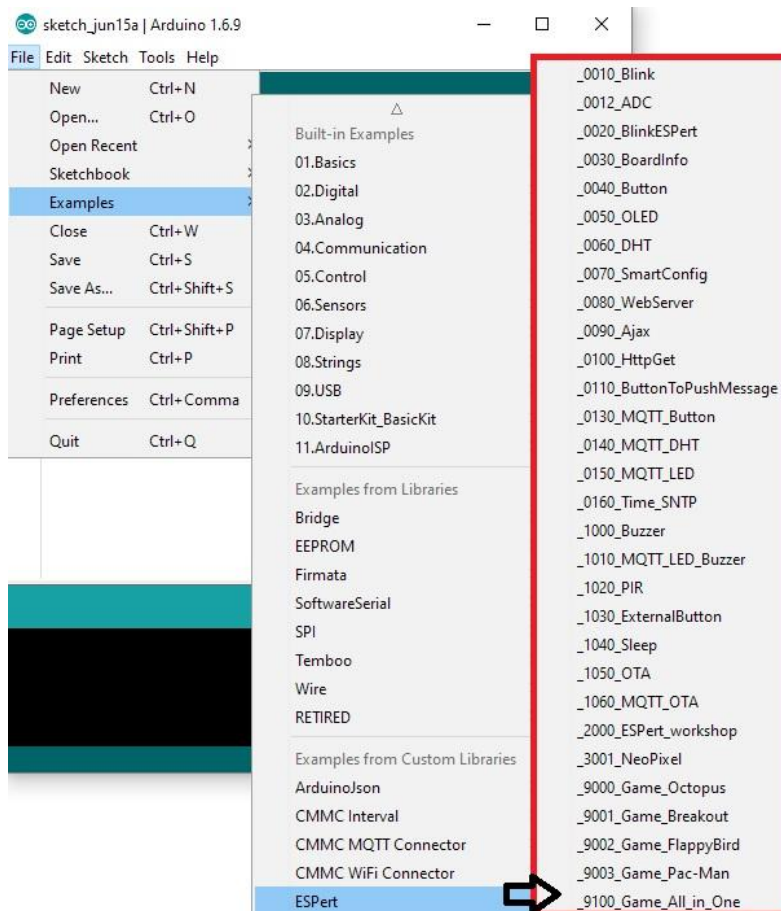 sketch_jun15a | Arduino 1.6.9
File Edit Sketch Tools Help
New Ctrl+N
Open... Ctrl+O
Open Recent
Sketchbook
Examples
Close Ctrl+W
Save Ctrl+S
Save As... Ctrl+Shift+S
Page Setup Ctrl+Shift+P
Print Ctrl+P
Preferences Ctrl+Comma
Quit Ctrl+Q
Built-in Examples
01.Basics
02.Digital
03.Analog
04.Communication
05.Control
06.Sensors
07.Display
08.Strings
09.USB
10.StarterKit_BasicKit
11.ArduinoISP
Examples from Libraries
Bridge
EEPROM
Firmata
SoftwareSerial
SPI
Temboo
Wire
RETIRED
Examples from Custom Libraries
ArduinoJson
CMMC Interval
CMMC MQTT Connector
CMMC WiFi Connector
ESPert
_0010_Blink
_0012_ADC
_0020_BlinkESPert
_0030_BoardInfo
_0040_Button
_0050_OLED
_0060_DHT
_0070_SmartConfig
_0080_WebServer
_0090_Ajax
_0100_HttpGet
_0110_ButtonToPushMessage
_0130_MQTT_Button
_0140_MQTT_DHT
_0150_MQTT_LED
_0160_Time_SNTP
_1000_Buzzer
_1010_MQTT_LED_Buzzer
_1020_PIR
_1030_ExternalButton
_1040_Sleep
_1050_OTA
_1060_MQTT_OTA
_2000_ESPert_workshop
_3001_NeoPixel
_9000_Game_Octopus
_9001_Game_Breakout
_9002_Game_FlappyBird
_9003_Game_Pac-Man
_9100_Game_All_in_One